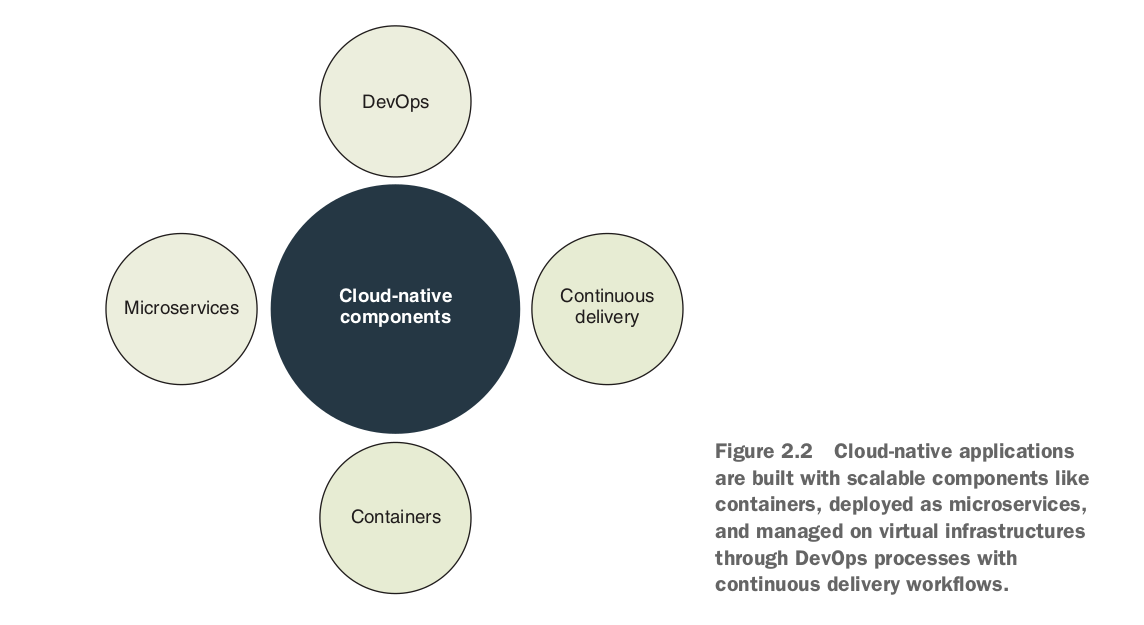 DevOps
Microservices
Cloud-native
components
Continuous
delivery
Containers
Figure 2.2 Cloud-native applications
are built with scalable components like
containers, deployed as microservices,
and managed on virtual infrastructures
through DevOps processes with
continuous delivery workflows.